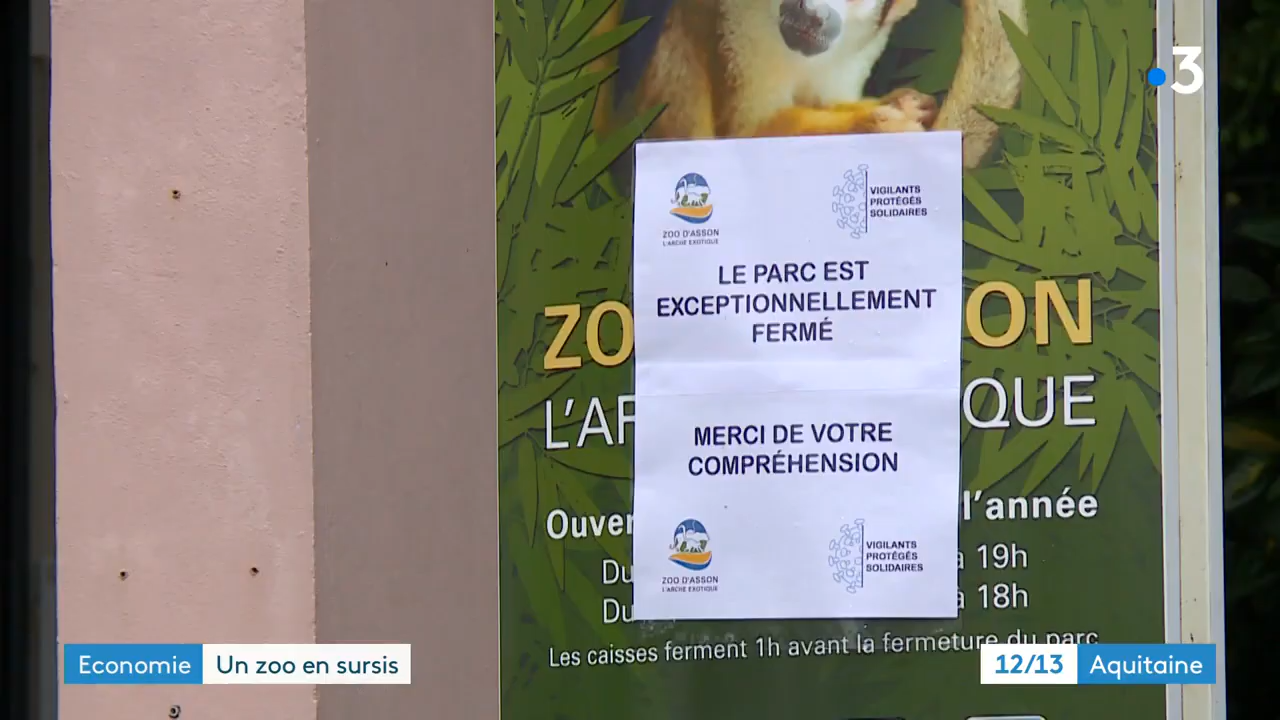 3
ZOO D'ASSON
L'ARCHE EXOTIQUE
VIGILANTS
PROTÉGÉS
SOLIDAIRES
LE PARC EST
EXCEPTIONNELLEMENT
FERMÉ
ZO ON
L'AR QUE
MERCI DE VOTRE
COMPRÉHENSION
Ouver l'année
Du à 19h
Du à 18h
ZOO D'ASSON
L'ARCHE EXOTIQUE
VIGILANTS
PROTÉGÉS
SOLIDAIRES
Les caisses ferment 1h avant la fermeture du parc
Economie Un zoo en sursis
12/13 Aquitaine